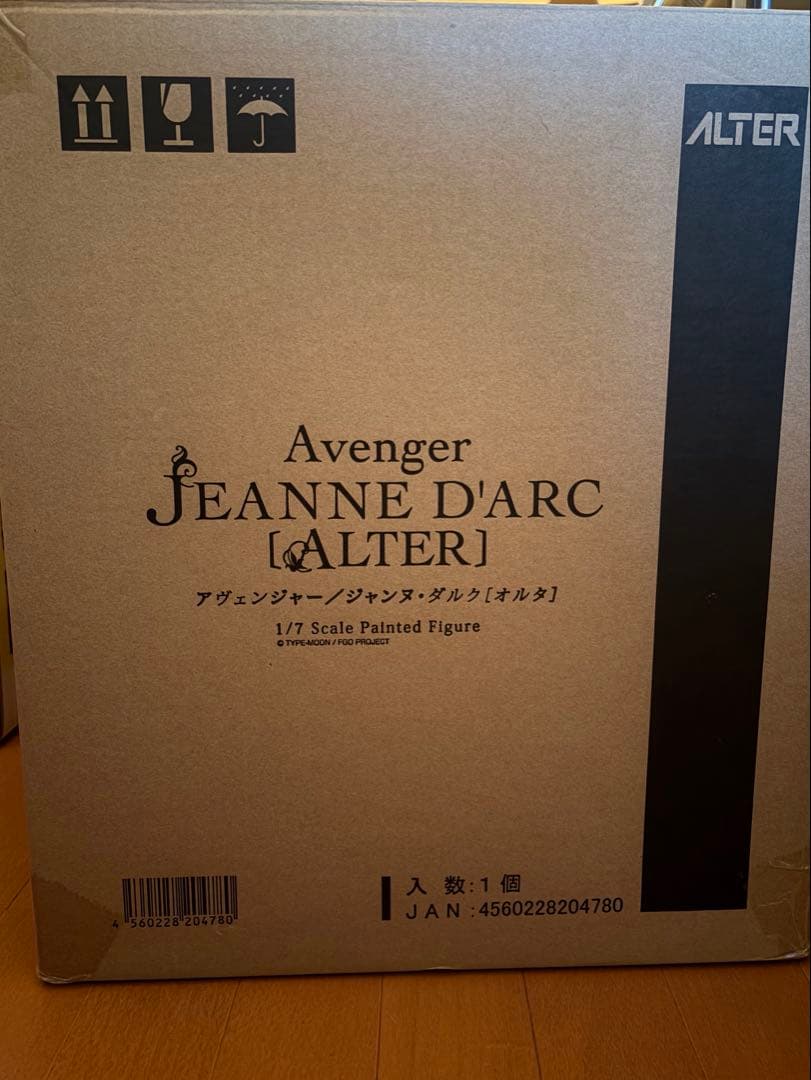 ALTER
Avenger
JEANNE D'ARC
[ALTER]
アヴェンジャー/ジャンヌ・ダルク[オルタ]
1/7 Scale Painted Figure
© TYPE-MOON / FGO PROJECT
4 560228 204780
入 数:1 個
JAN:4560228204780